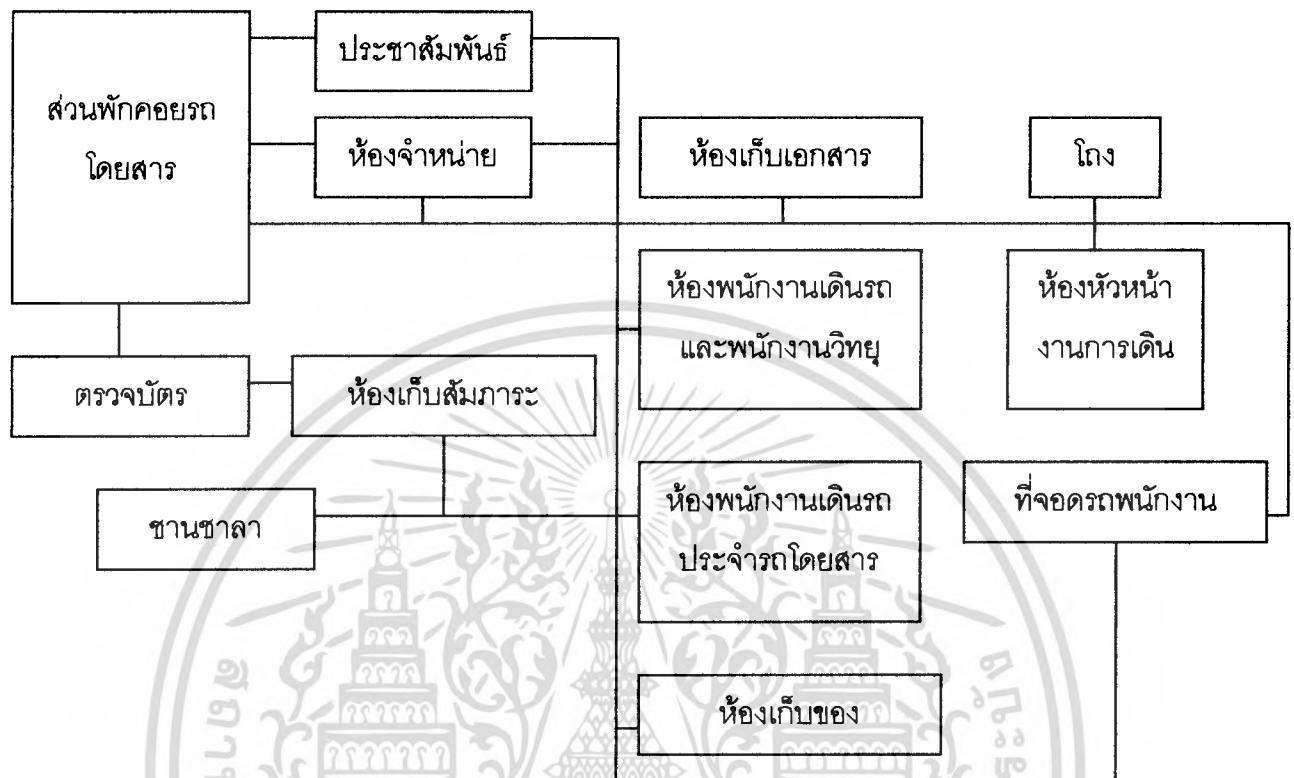 ประชาสัมพันธ์
ส่วนพักคอยรถ
โดยสาร
ห้องจำหน่าย
ห้องเก็บเอกสาร
โถง
ห้องพนักงานเดินรถ
และพนักงานวิทยุ
ห้องหัวหน้า
งานการเดิน
ตรวจบัตร
ห้องเก็บสัมภาระ
ชานชาลา
ห้องพนักงานเดินรถ
ประจำรถโดยสาร
ที่จอดรถพนักงาน
ห้องเก็บของ